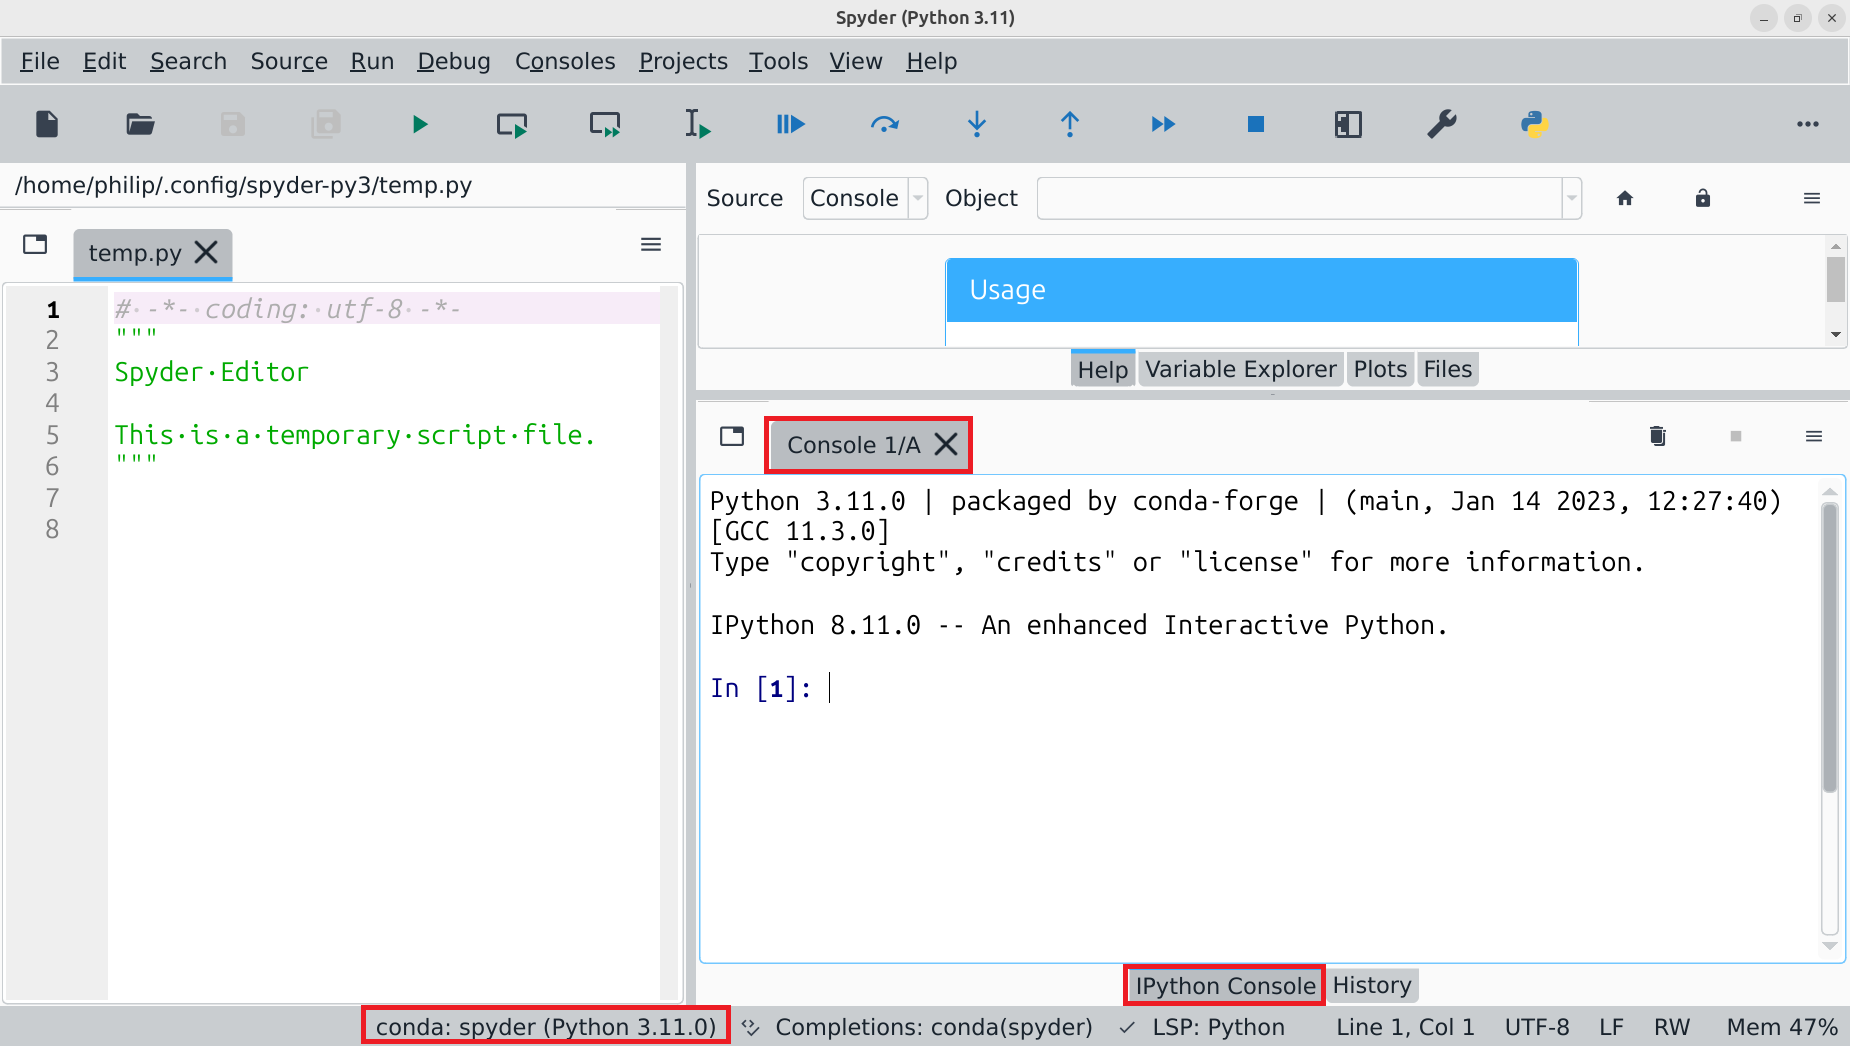 Spyder (Python 3.11)
File Edit Search Source Run Debug Consoles Projects Tools View Help
/home/philip/.config/spyder-py3/temp.py
temp.py
1 # -*- coding: utf-8 -*-
2 """
3 Spyder Editor
4
5 This is a temporary script file.
6 """
7
8
Source Console Object
Usage
Help Variable Explorer Plots Files
Console 1/A
Python 3.11.0 | packaged by conda-forge | (main, Jan 14 2023, 12:27:40)
[GCC 11.3.0]
Type "copyright", "credits" or "license" for more information.
IPython 8.11.0 -- An enhanced Interactive Python.
In [1]:
IPython Console History
conda: spyder (Python 3.11.0) Completions: conda(spyder) ✓ LSP: Python Line 1, Col 1 UTF-8 LF RW Mem 47%